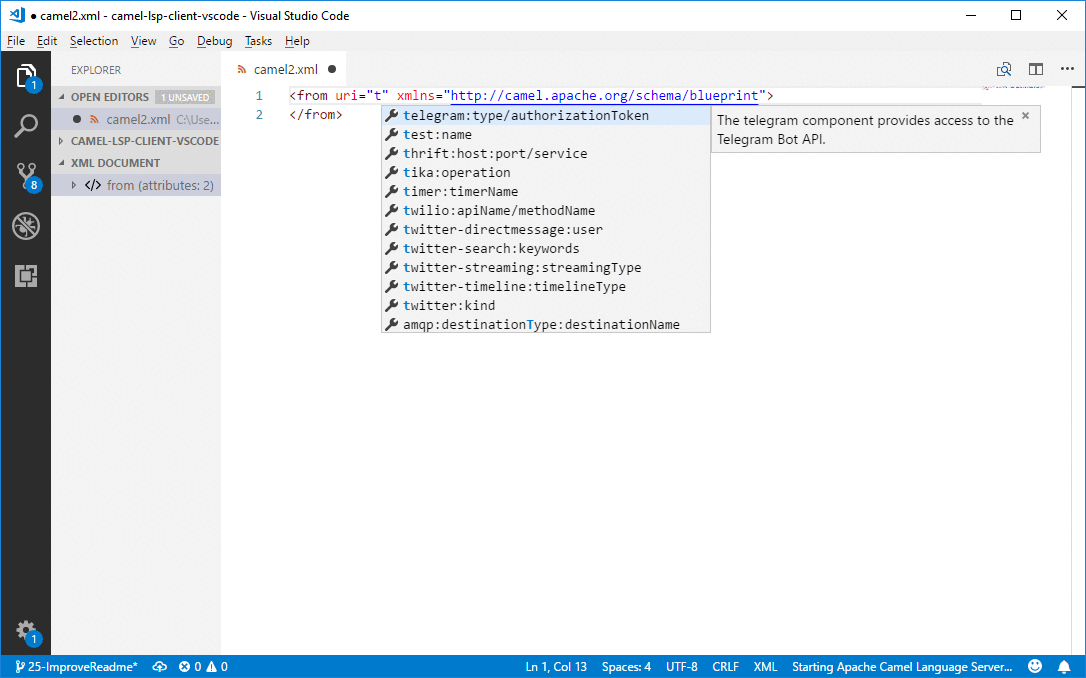 ● camel2.xml - camel-lsp-client-vscode - Visual Studio Code
File Edit Selection View Go Debug Tasks Help
EXPLORER
OPEN EDITORS 1 UNSAVED
● camel2.xml C:\Use...
CAMEL-LSP-CLIENT-VSCODE
XML DOCUMENT
</> from (attributes: 2)
1
8
1
camel2.xml ●
1 <from uri="t" xmlns="http://camel.apache.org/schema/blueprint">
2 </from>
telegram:type/authorizationToken
test:name
thrift:host:port/service
tika:operation
timer:timerName
twilio:apiName/methodName
twitter-directmessage:user
twitter-search:keywords
twitter-streaming:streamingType
twitter-timeline:timelineType
twitter:kind
amqp:destinationType:destinationName
The telegram component provides access to the
Telegram Bot API.
25-ImproveReadme* 0 0 Ln 1, Col 13 Spaces: 4 UTF-8 CRLF XML Starting Apache Camel Language Server...